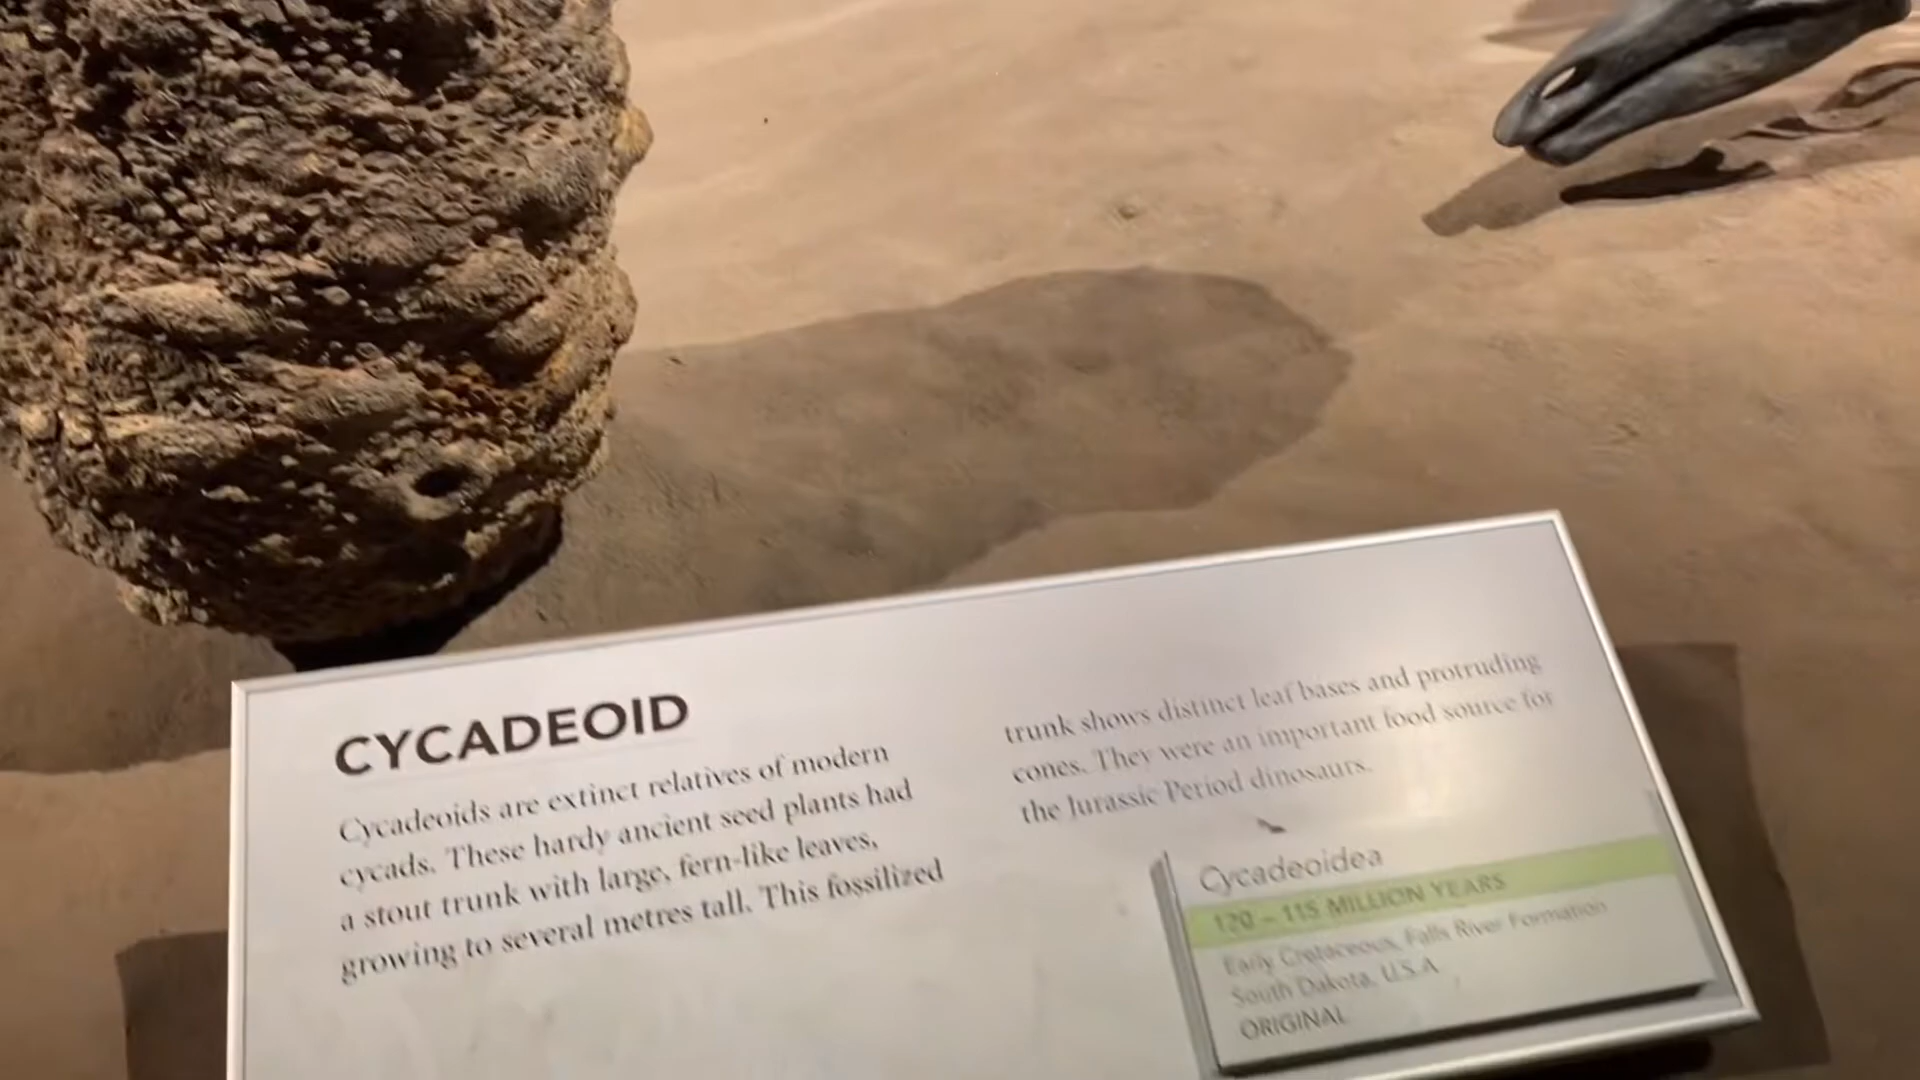 CYCADEOID
Cycadeoids are extinct relatives of modern
cycads. These hardy ancient seed plants had
a stout trunk with large, fern-like leaves,
growing to several metres tall. This fossilized
trunk shows distinct leaf bases and protruding
cones. They were an important food source for
the Jurassic Period dinosaurs.
Cycadeoidea
120 – 115 MILLION YEARS
Early Cretaceous, Falls River Formation
South Dakota, U.S.A
ORIGINAL